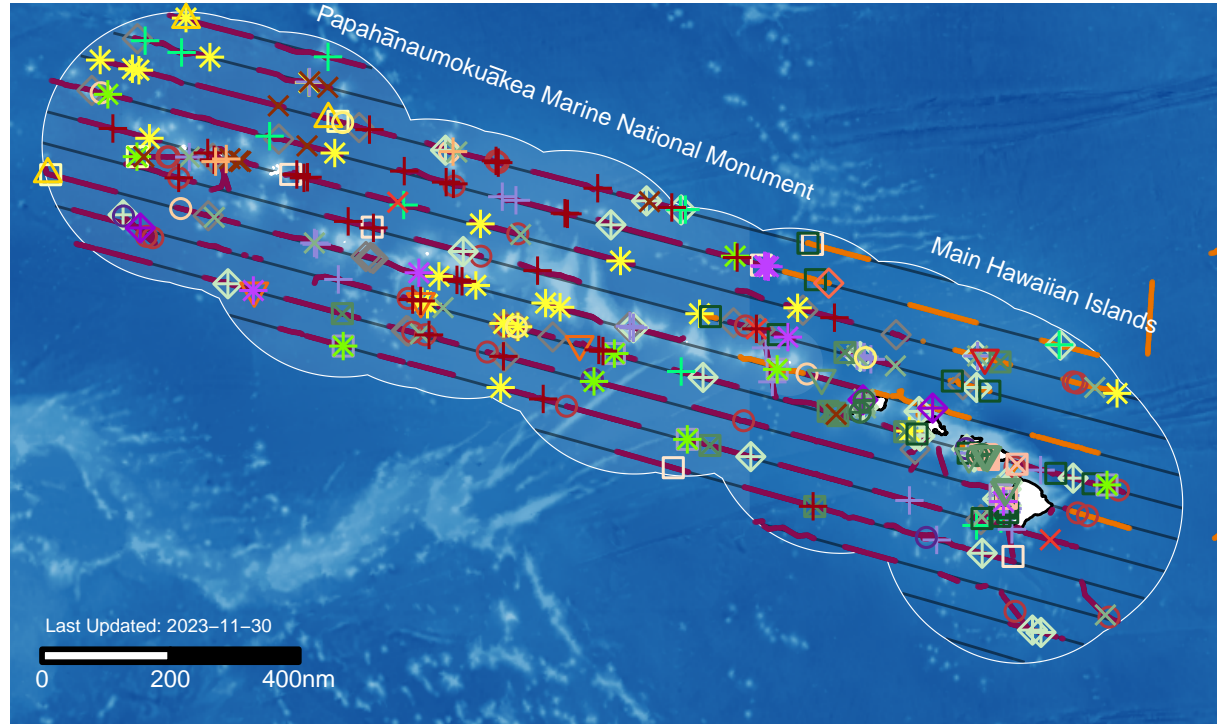 Papahānaumokuākea Marine National Monument
Main Hawaiian Islands
Last Updated: 2023−11−30
0 200 400nm